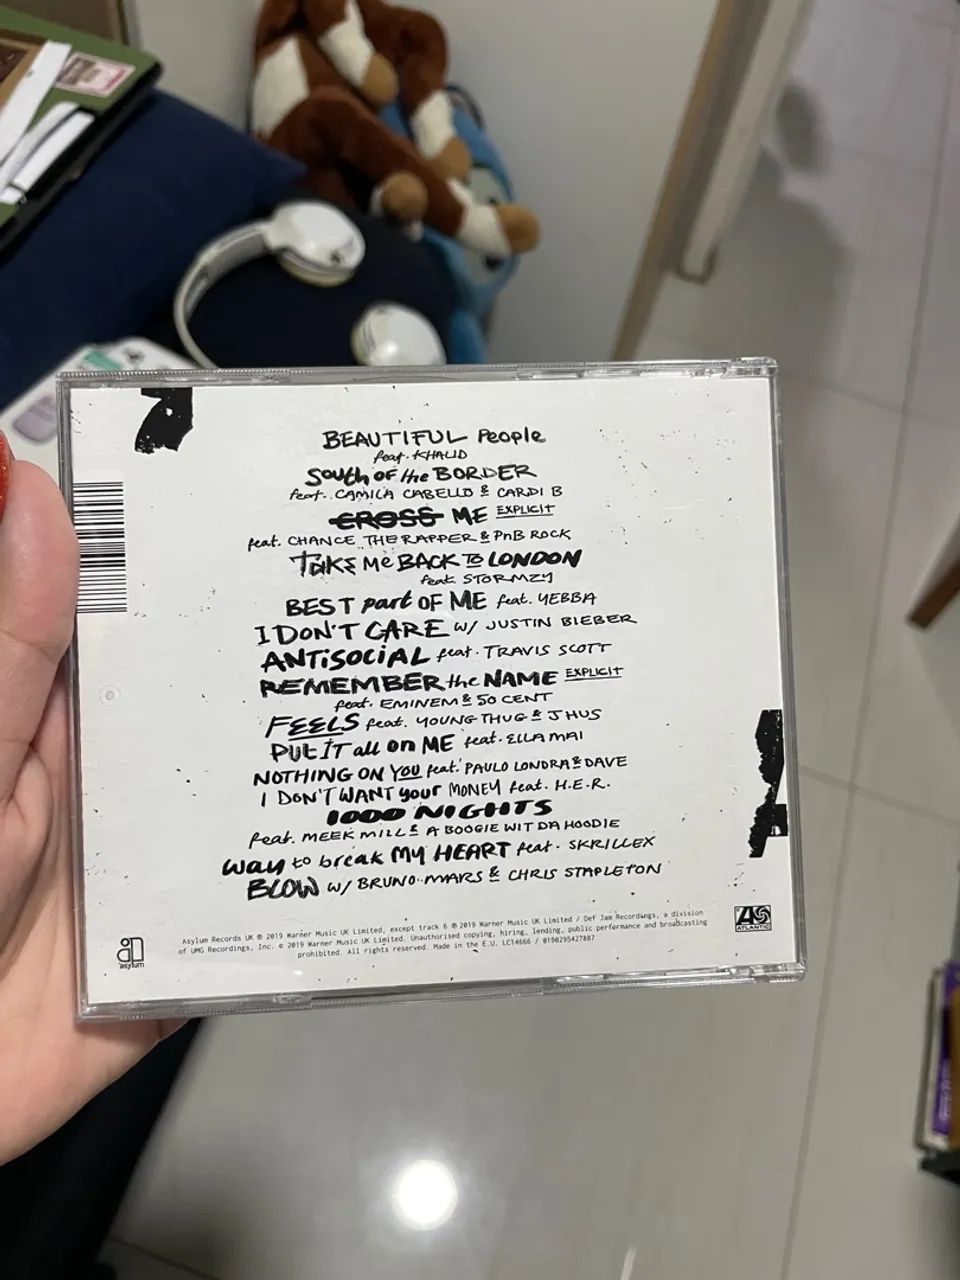 BEAUTIFUL People
feat. KHALID
South OF the BORDER
feat. CAMILA CABELLO & CARDI B
CROSS ME EXPLICIT
feat. CHANCE THE RAPPER & PnB ROCK
TAKE Me BACK TO LONDON
feat. STORMZY
BEST part OF ME feat. YEBBA
I DON'T CARE w/ JUSTIN BIEBER
ANTiSOCiAL feat. TRAVIS SCOTT
REMEMBER the NAME EXPLICIT
feat. EMINEM & 50 CENT
FEELS feat. YOUNG THUG & J HUS
PUT IT all on ME feat. ELLA MAI
NOTHING ON YOU feat. PAULO LONDRA & DAVE
I DON'T WANT your MONEY feat. H.E.R.
1000 NIGHTS
feat. MEEK MILL & A BOOGIE WIT DA HOODIE
way to break MY HEART feat. SKRILLEX
BLOW w/ BRUNO MARS & CHRIS STAPLETON
Asylum Records UK ℗ 2019 Warner Music UK Limited, except track 6 ℗ 2019 Warner Music UK Limited / Def Jam Recordings, a division
of UMG Recordings, Inc. © 2019 Warner Music UK Limited. Unauthorised copying, hiring, lending, public performance and broadcasting
prohibited. All rights reserved. Made in the E.U. LC14666 / 0190295427887
asylum
ATLANTIC